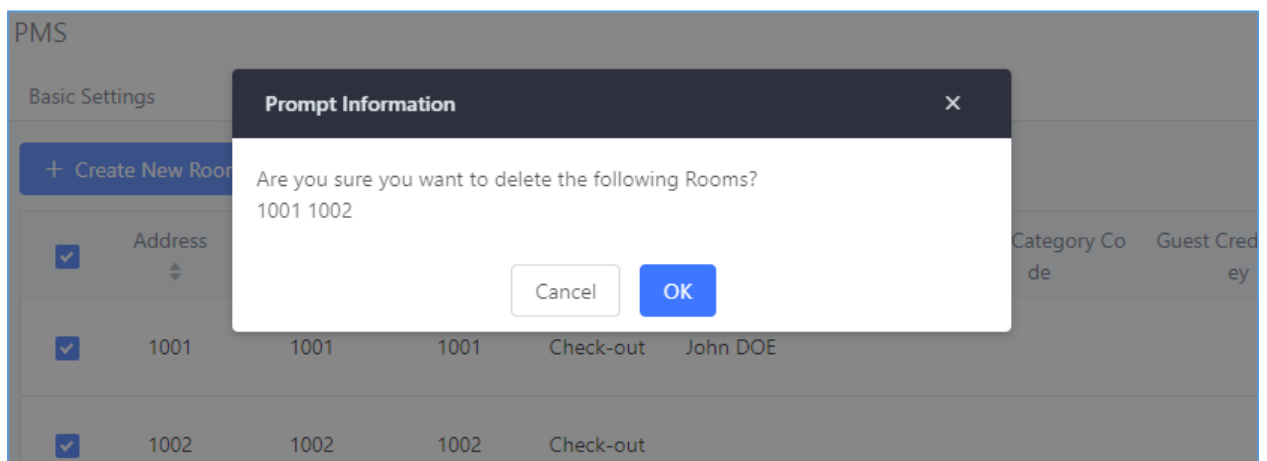 PMS
Basic Settings
Prompt Information
+ Create New Roor
Are you sure you want to delete the following Rooms?
1001 1002
Cancel OK
Address Category Co Guest Cred
de ey
1001 1001 1001 Check-out John DOE
1002 1002 1002 Check-out